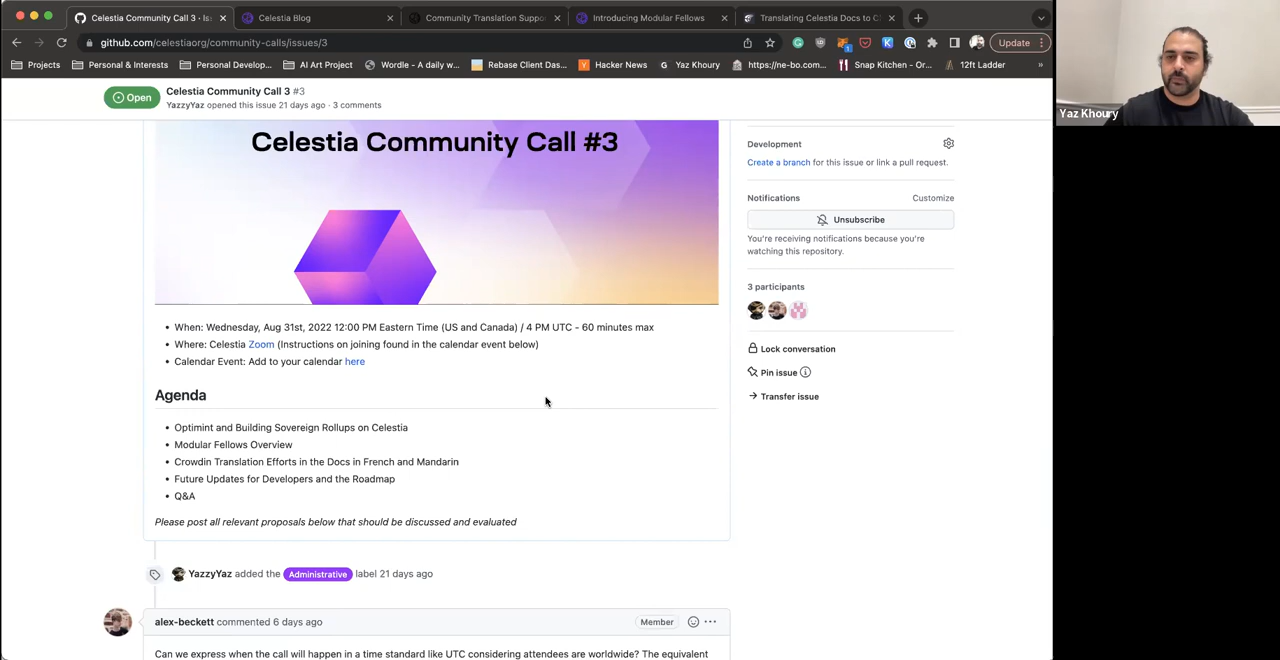 Celestia Community Call 3 · Is
Celestia Blog
Community Translation Suppo
Introducing Modular Fellows
Translating Celestia Docs to C
github.com/celestiaorg/community-calls/issues/3
Update
Projects
Personal & Interests
Personal Develop...
AI Art Project
Wordle - A daily w...
Rebase Client Das...
Hacker News
Yaz Khoury
https://ne-bo.com...
Snap Kitchen - Or...
12ft Ladder
»
Yaz Khoury
Open
Celestia Community Call 3 #3
YazzyYaz opened this issue 21 days ago · 3 comments
Celestia Community Call #3
• When: Wednesday, Aug 31st, 2022 12:00 PM Eastern Time (US and Canada) / 4 PM UTC - 60 minutes max
• Where: Celestia Zoom (Instructions on joining found in the calendar event below)
• Calendar Event: Add to your calendar here
Agenda
• Optimint and Building Sovereign Rollups on Celestia
• Modular Fellows Overview
• Crowdin Translation Efforts in the Docs in French and Mandarin
• Future Updates for Developers and the Roadmap
• Q&A
Please post all relevant proposals below that should be discussed and evaluated
YazzyYaz added the Administrative label 21 days ago
alex-beckett commented 6 days ago
Member
Can we express when the call will happen in a time standard like UTC considering attendees are worldwide? The equivalent
Development
Create a branch for this issue or link a pull request.
Notifications
Customize
Unsubscribe
You're receiving notifications because you're
watching this repository.
3 participants
Lock conversation
Pin issue
Transfer issue